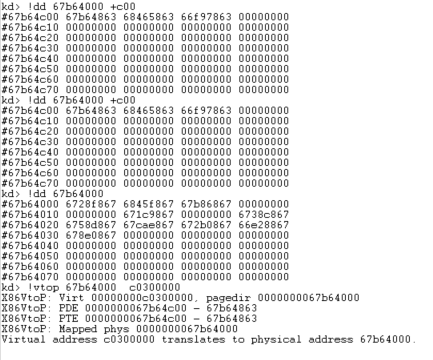 kd> !dd 67b64000 +c00
#67b64c00 67b64863 68465863 66f97863 00000000
#67b64c10 00000000 00000000 00000000 00000000
#67b64c20 00000000 00000000 00000000 00000000
#67b64c30 00000000 00000000 00000000 00000000
#67b64c40 00000000 00000000 00000000 00000000
#67b64c50 00000000 00000000 00000000 00000000
#67b64c60 00000000 00000000 00000000 00000000
#67b64c70 00000000 00000000 00000000 00000000
kd> !dd 67b64000 +c00
#67b64c00 67b64863 68465863 66f97863 00000000
#67b64c10 00000000 00000000 00000000 00000000
#67b64c20 00000000 00000000 00000000 00000000
#67b64c30 00000000 00000000 00000000 00000000
#67b64c40 00000000 00000000 00000000 00000000
#67b64c50 00000000 00000000 00000000 00000000
#67b64c60 00000000 00000000 00000000 00000000
#67b64c70 00000000 00000000 00000000 00000000
kd> !dd 67b64000
#67b64000 6728f867 6845f867 67b86867 00000000
#67b64010 00000000 671c9867 00000000 6738c867
#67b64020 6758d867 67cae867 672b0867 66e28867
#67b64030 678e0867 00000000 00000000 00000000
#67b64040 00000000 00000000 00000000 00000000
#67b64050 00000000 00000000 00000000 00000000
#67b64060 00000000 00000000 00000000 00000000
#67b64070 00000000 00000000 00000000 00000000
kd> !vtop 67b64000  c0300000
X86VtoP: Virt 00000000c0300000, pagedir 0000000067b64000
X86VtoP: PDE 0000000067b64c00 - 67b64863
X86VtoP: PTE 0000000067b64c00 - 67b64863
X86VtoP: Mapped phys 0000000067b64000
Virtual address c0300000 translates to physical address 67b64000.